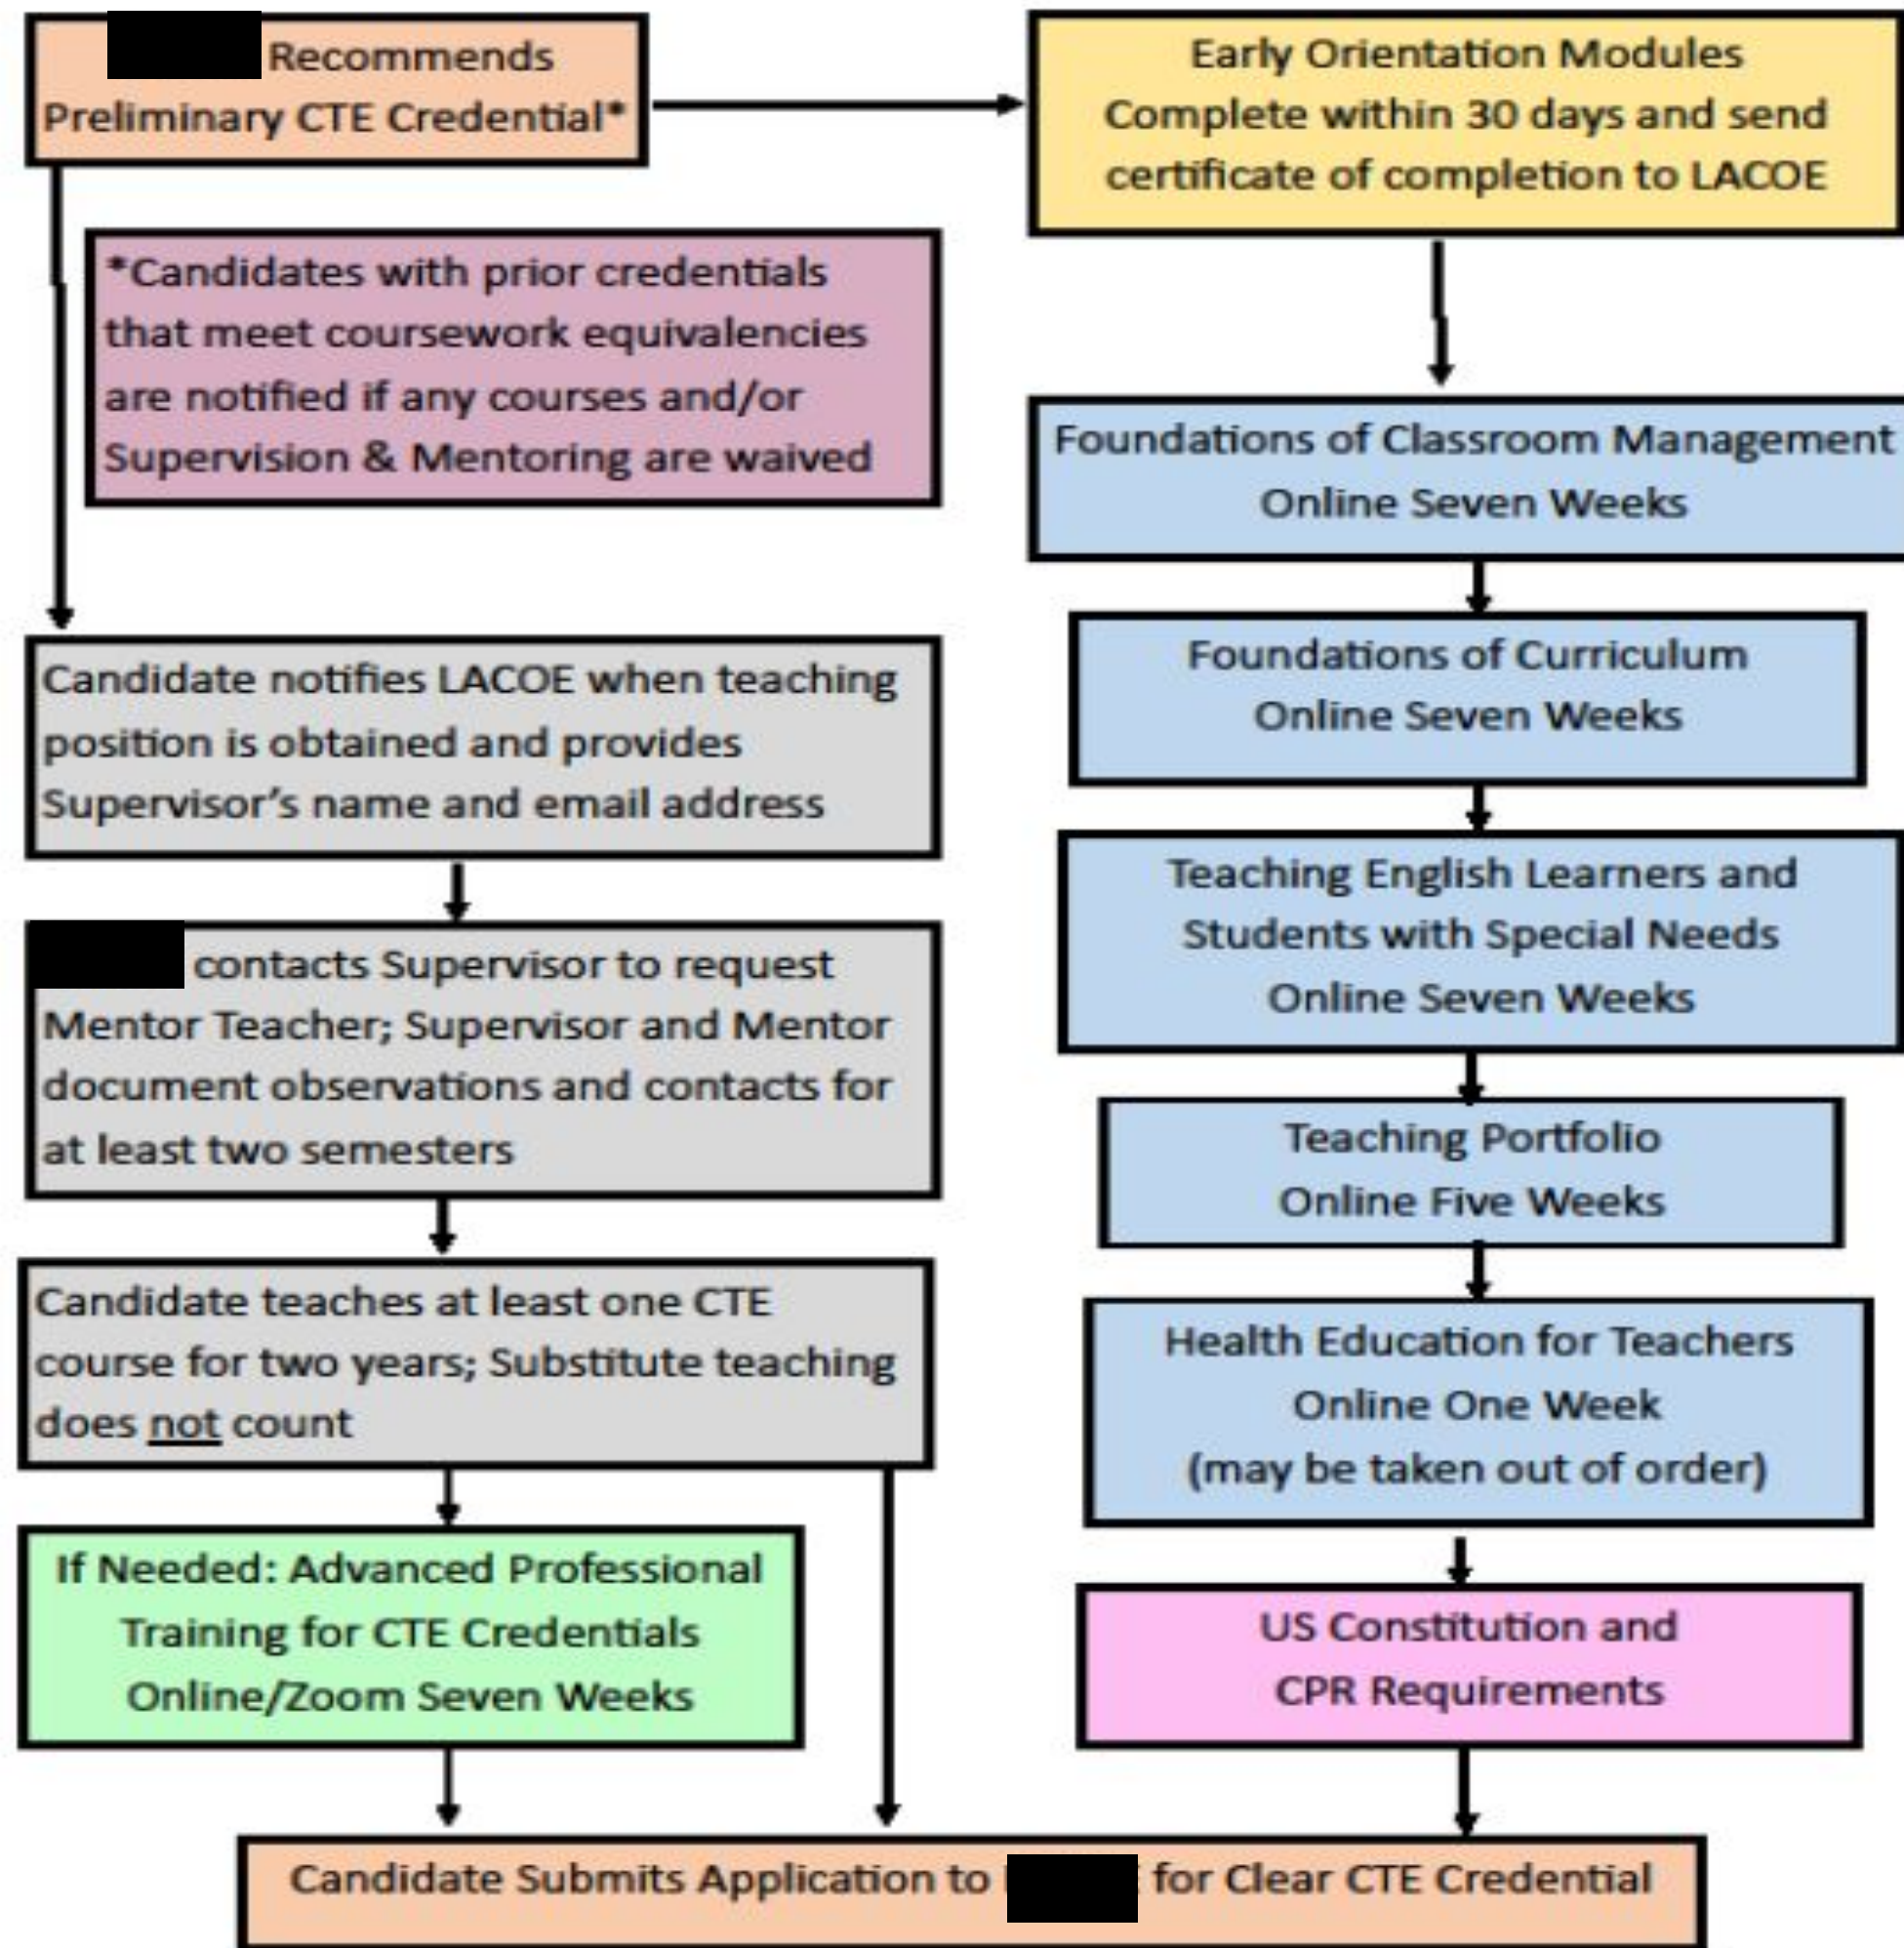 Recommends
Preliminary CTE Credential*
Early Orientation Modules
Complete within 30 days and send
certificate of completion to LACOE
*Candidates with prior credentials
that meet coursework equivalencies
are notified if any courses and/or
Supervision & Mentoring are waived
Candidate notifies LACOE when teaching
position is obtained and provides
Supervisor's name and email address
contacts Supervisor to request
Mentor Teacher; Supervisor and Mentor
document observations and contacts for
at least two semesters
Candidate teaches at least one CTE
course for two years; Substitute teaching
does not count
If Needed: Advanced Professional
Training for CTE Credentials
Online/Zoom Seven Weeks
Foundations of Classroom Management
Online Seven Weeks
Foundations of Curriculum
Online Seven Weeks
Teaching English Learners and
Students with Special Needs
Online Seven Weeks
Teaching Portfolio
Online Five Weeks
Health Education for Teachers
Online One Week
(may be taken out of order)
US Constitution and
CPR Requirements
Candidate Submits Application to for Clear CTE Credential